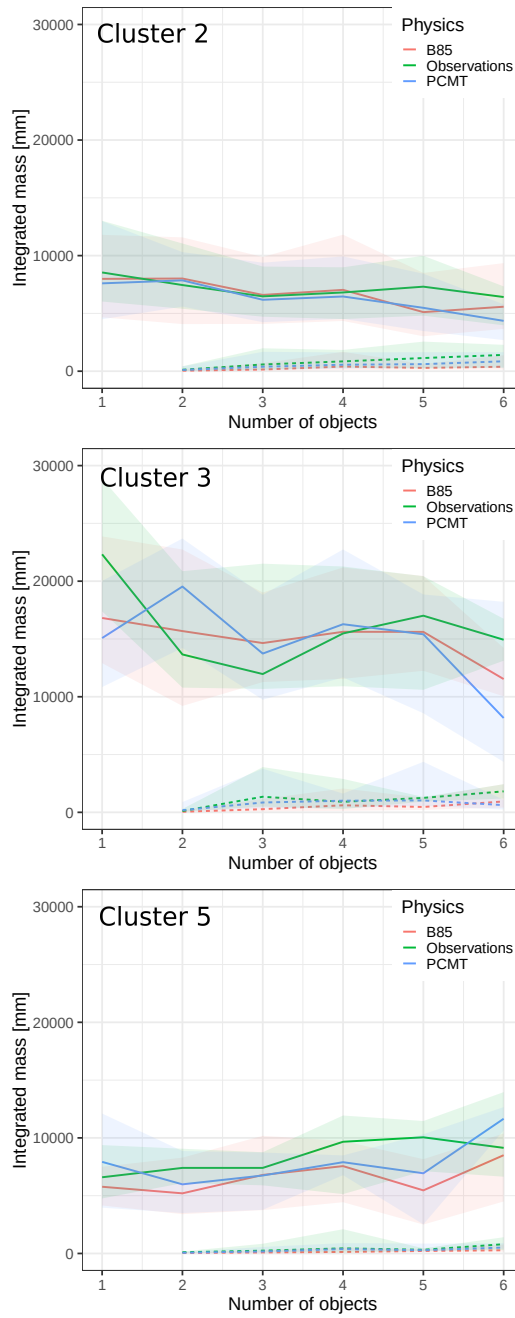 Cluster 2
Physics
B85
Observations
PCMT
Integrated mass [mm]
30000
20000
10000
0
1 2 3 4 5 6
Number of objects
Cluster 3
Physics
B85
Observations
PCMT
Integrated mass [mm]
30000
20000
10000
0
1 2 3 4 5 6
Number of objects
Cluster 5
Physics
B85
Observations
PCMT
Integrated mass [mm]
30000
20000
10000
0
1 2 3 4 5 6
Number of objects